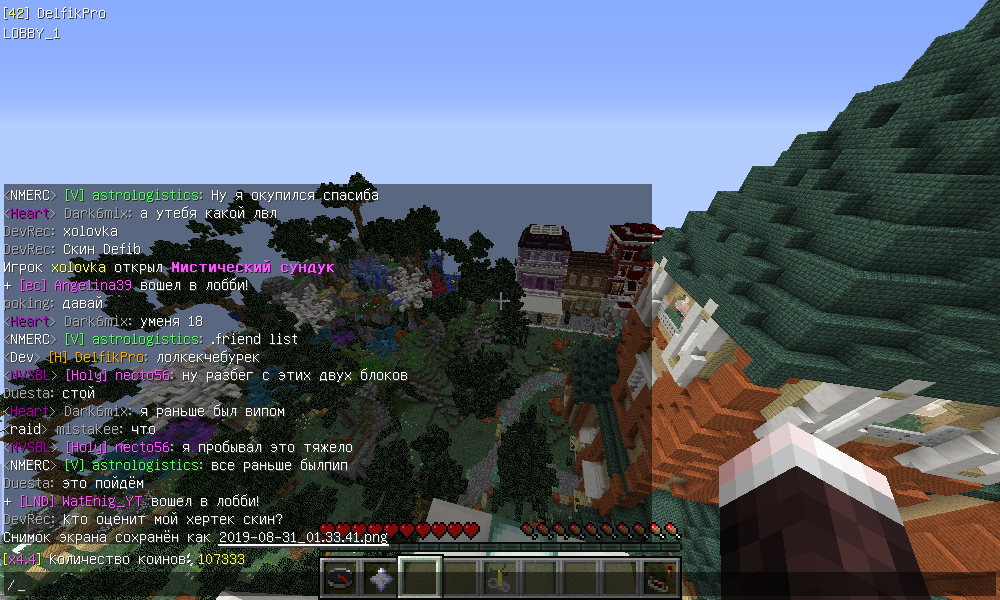 [42] DelfikPro
LOBBY_1
<NMERC> [V] astrologistics: Ну я окупился спасиба
<Heart> Dark6mix: а утебя какой лвл
DevRec: xolovka
DevRec: Скин Defib
Игрок xolovka открыл Мистический сундук
+ [ec] Angelina39 вошел в лобби!
poking: давай
<Heart> Dark6mix: уменя 18
<NMERC> [V] astrologistics: .friend list
<Dev> [H] DelfikPro: лолкекчебурек
<NVSBL> [Holy] necto56: ну разбег с этих двух блоков
Duesta: стой
<Heart> Dark6mix: я раньше был випом
<raid> mistakee: что
<NVSBL> [Holy] necto56: я пробывал это тяжело
<NMERC> [V] astrologistics: все раньше былпип
Duesta: это пойдём
+ [LND] WatEnig_YT вошел в лобби!
DevRec: Кто оценит мой хертек скин?
Снимок экрана сохранён как 2019-08-31_01.33.41.png
[x4.4] Количество коинов: 107333
/_